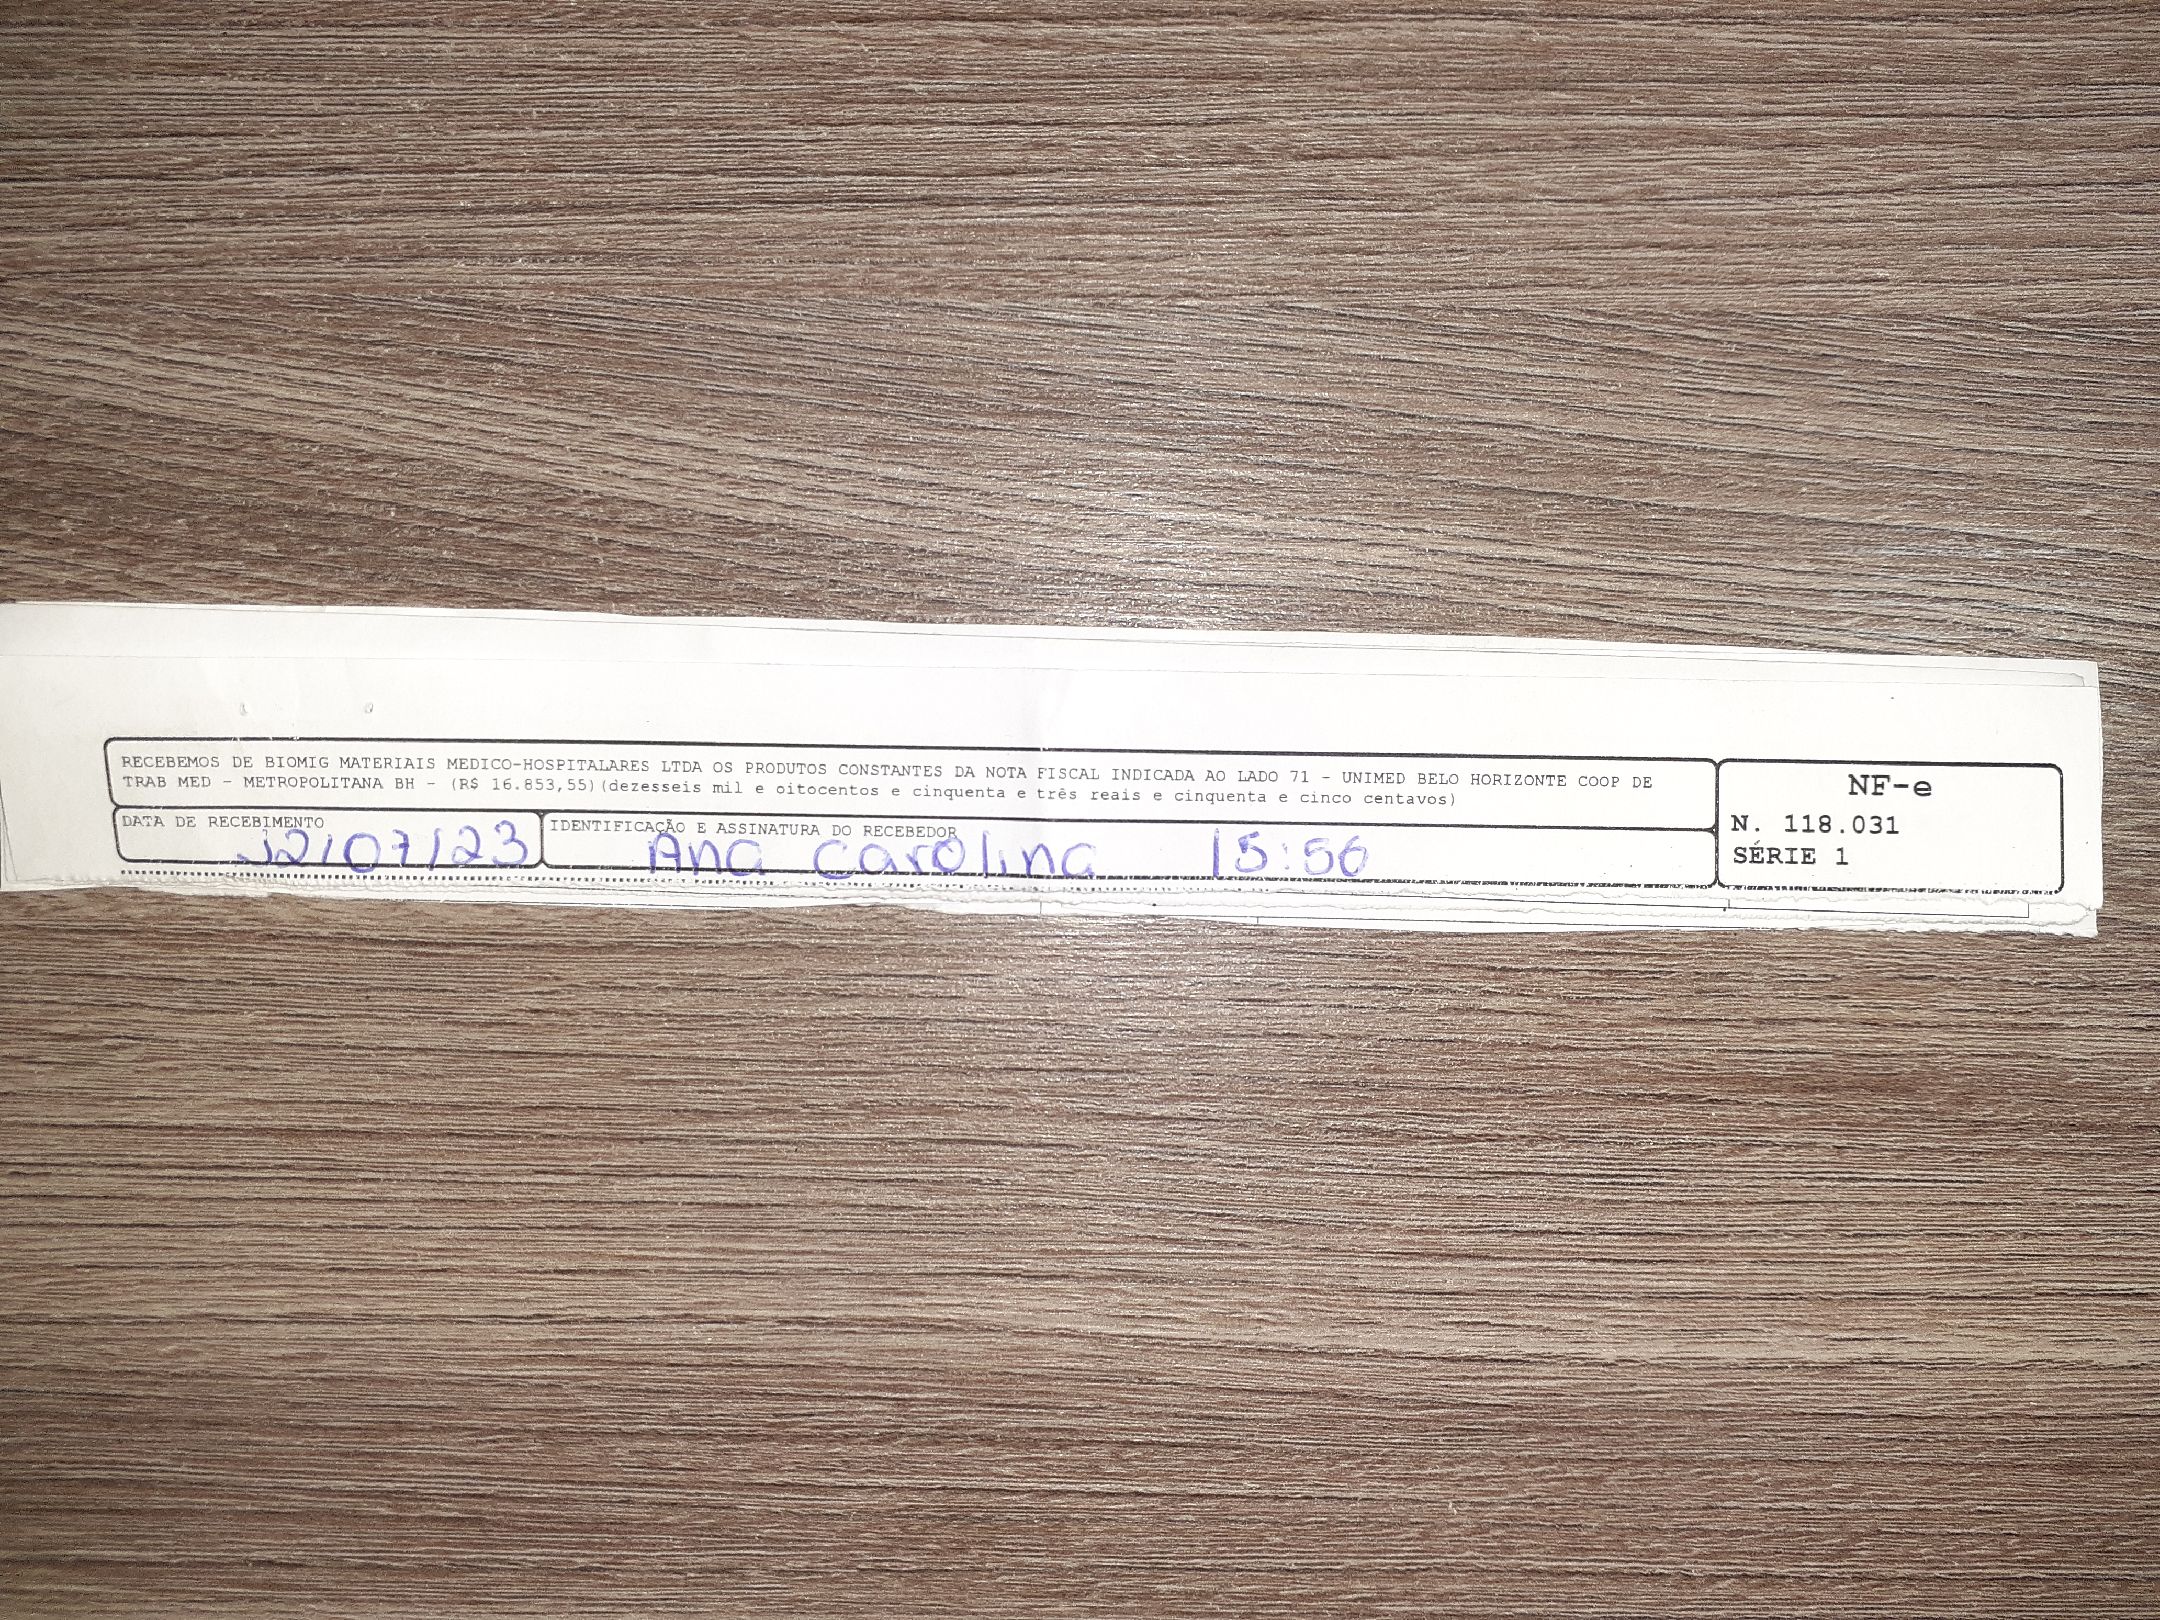 RECEBEMOS DE BIOMIG MATERIAIS MEDICO-HOSPITALARES LTDA OS PRODUTOS CONSTANTES DA NOTA FISCAL INDICADA AO LADO 71 - UNIMED BELO HORIZONTE COOP DE
TRAB MED - METROPOLITANA BH - (R$ 16.853,55)(dezesseis mil e oitocentos e cinquenta e três reais e cinquenta e cinco centavos)
NF-e
N. 118.031
SÉRIE 1
DATA DE RECEBIMENTO
12/07/23
IDENTIFICAÇÃO E ASSINATURA DO RECEBEDOR
Ana Carolina 15:56